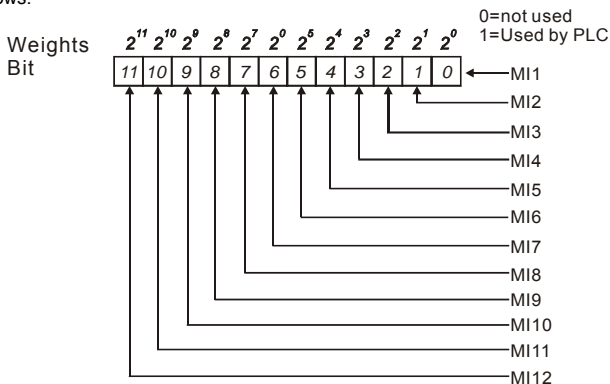 ows:
0=not used
1=Used by PLC
Weights 2¹¹ 2¹⁰ 2⁹ 2⁸ 2⁷ 2⁰ 2⁵ 2⁴ 2³ 2² 2¹ 2⁰
Bit 11 10 9 8 7 6 5 4 3 2 1 0
MI1
MI2
MI3
MI4
MI5
MI6
MI7
MI8
MI9
MI10
MI11
MI12